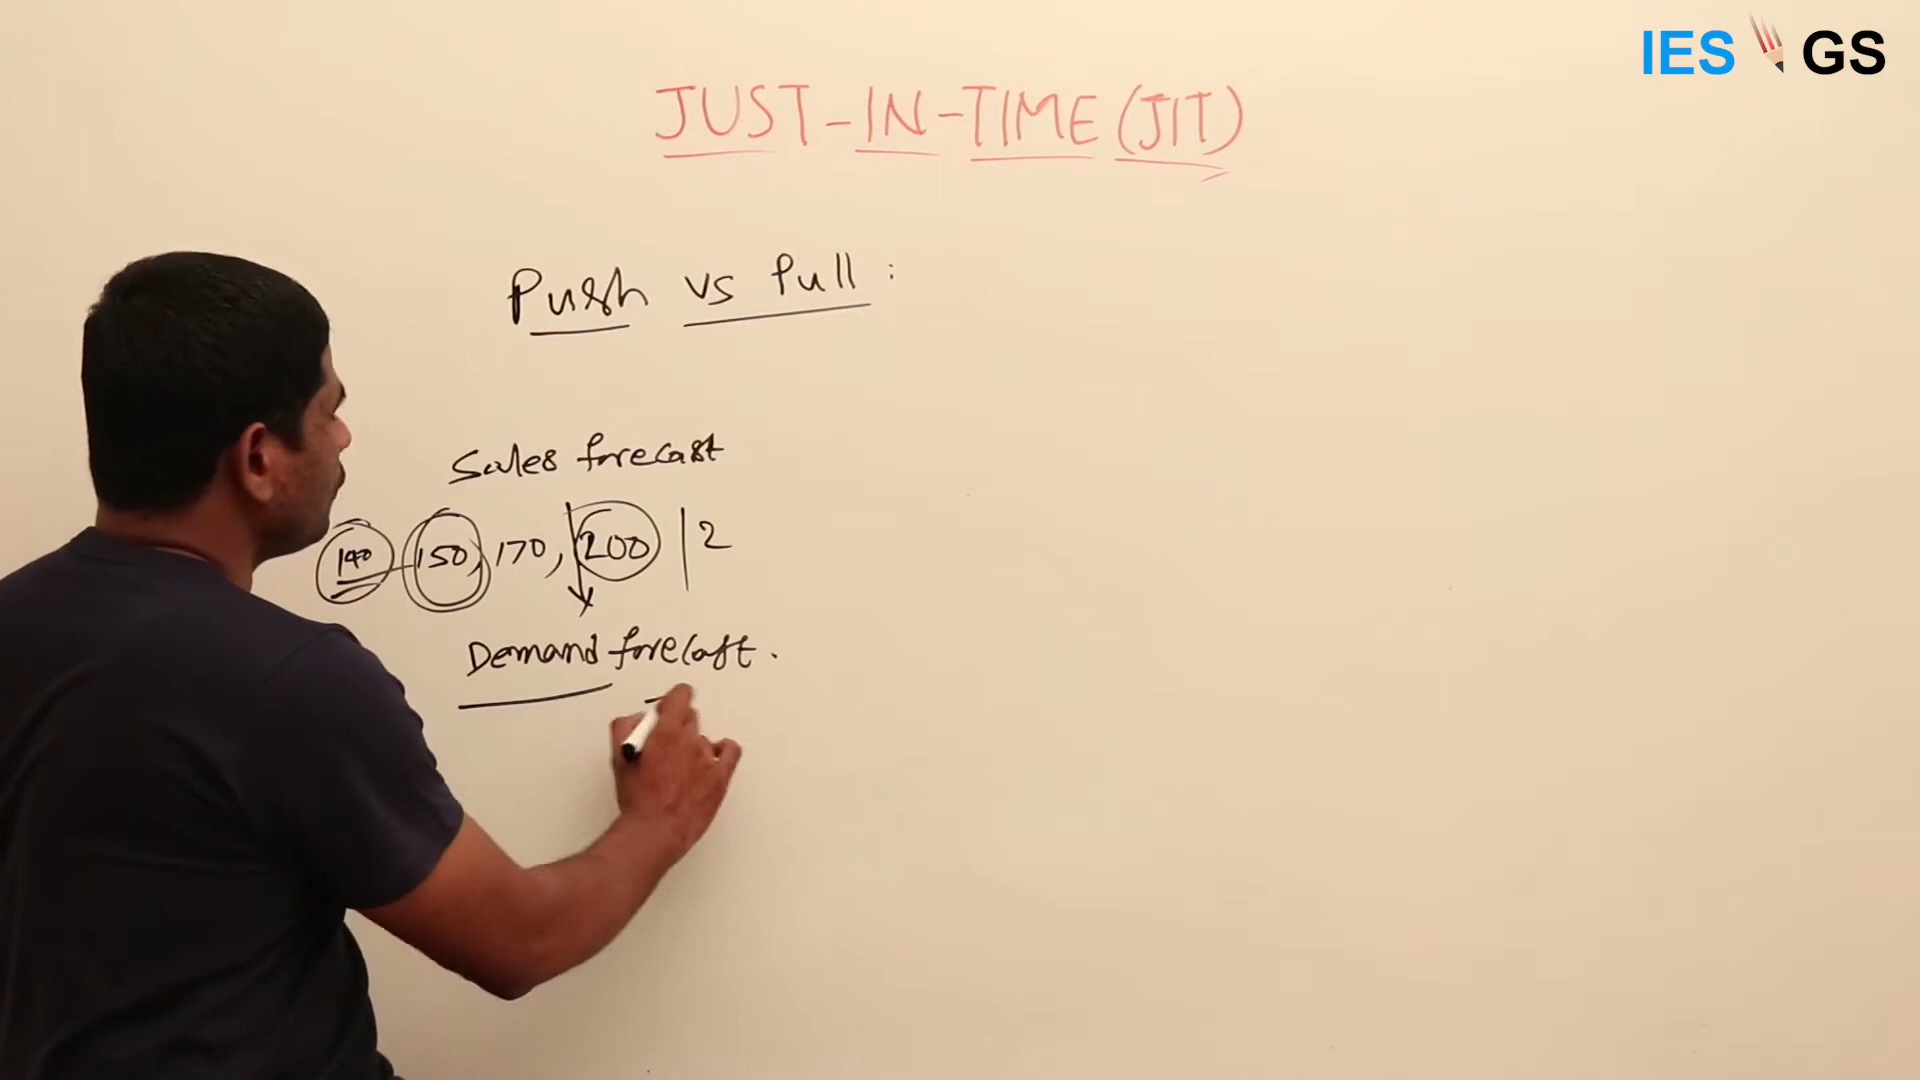 IES GS
JUST-IN-TIME (JIT)
Push vs Pull :
Sales forecast
140 150, 170, 200 | 2
Demand forecast.